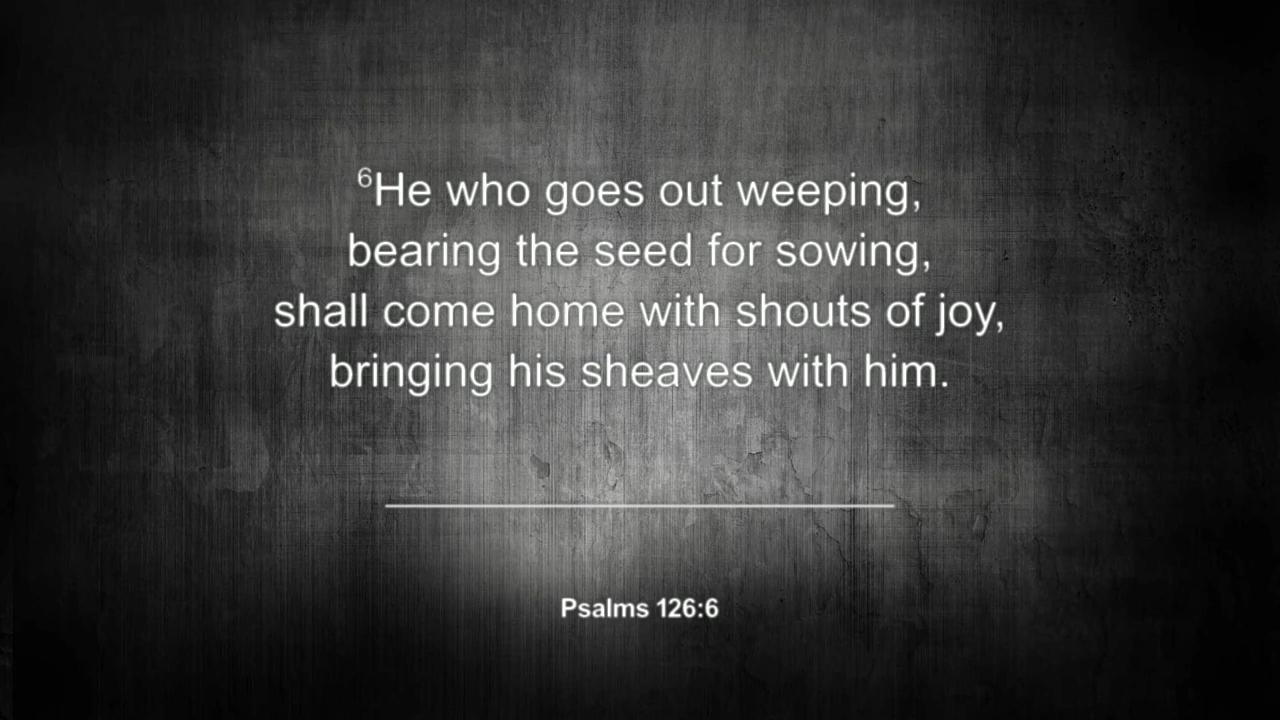 ⁶He who goes out weeping,
bearing the seed for sowing,
shall come home with shouts of joy,
bringing his sheaves with him.
Psalms 126:6